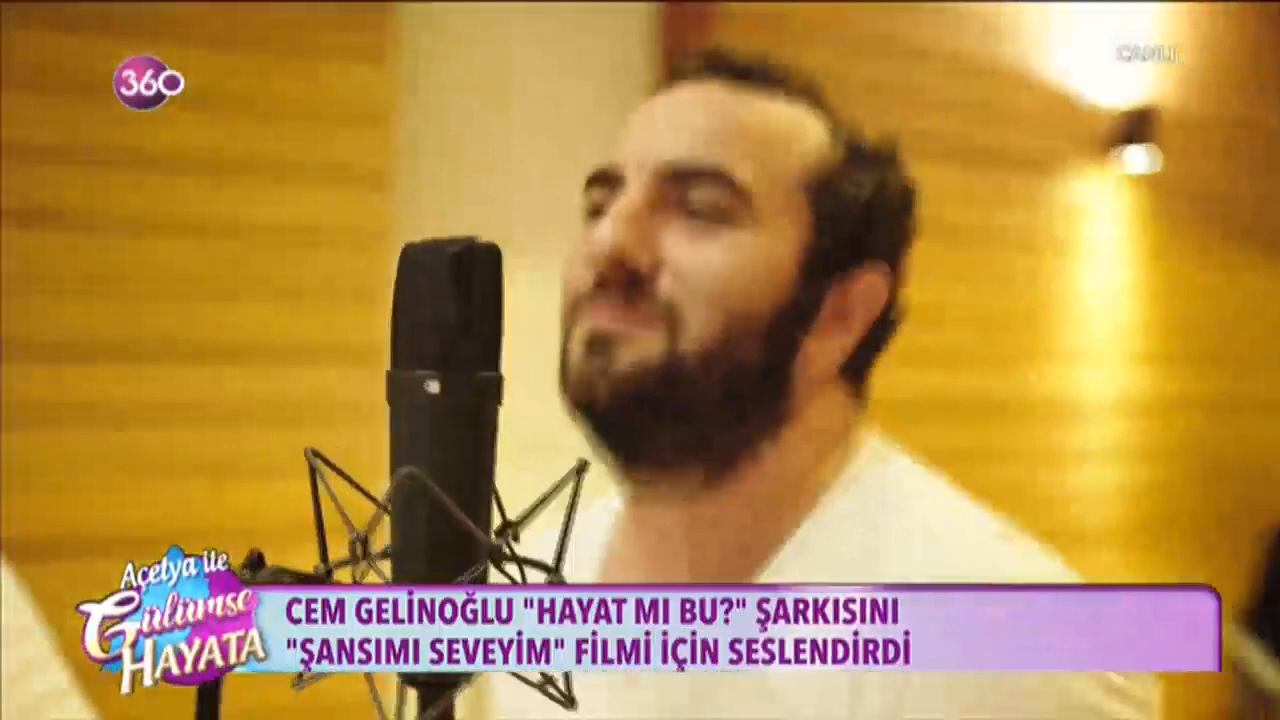 360
CANLI
Açelya ile
Gülümse
HAYATA
CEM GELİNOĞLU "HAYAT MI BU?" ŞARKISINI
"ŞANSIMI SEVEYİM" FİLMİ İÇİN SESLENDİRDİ